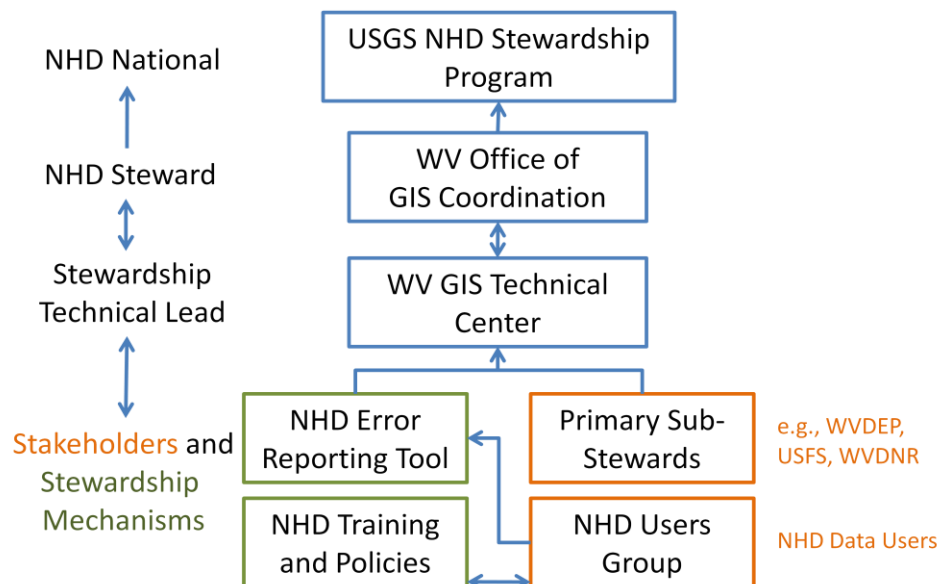 NHD National
USGS NHD Stewardship
Program
NHD Steward
WV Office of
GIS Coordination
Stewardship
Technical Lead
WV GIS Technical
Center
Stakeholders and
Stewardship
Mechanisms
NHD Error
Reporting Tool
Primary Sub-
Stewards
e.g., WVDEP,
USFS, WVDNR
NHD Training
and Policies
NHD Users
Group
NHD Data Users